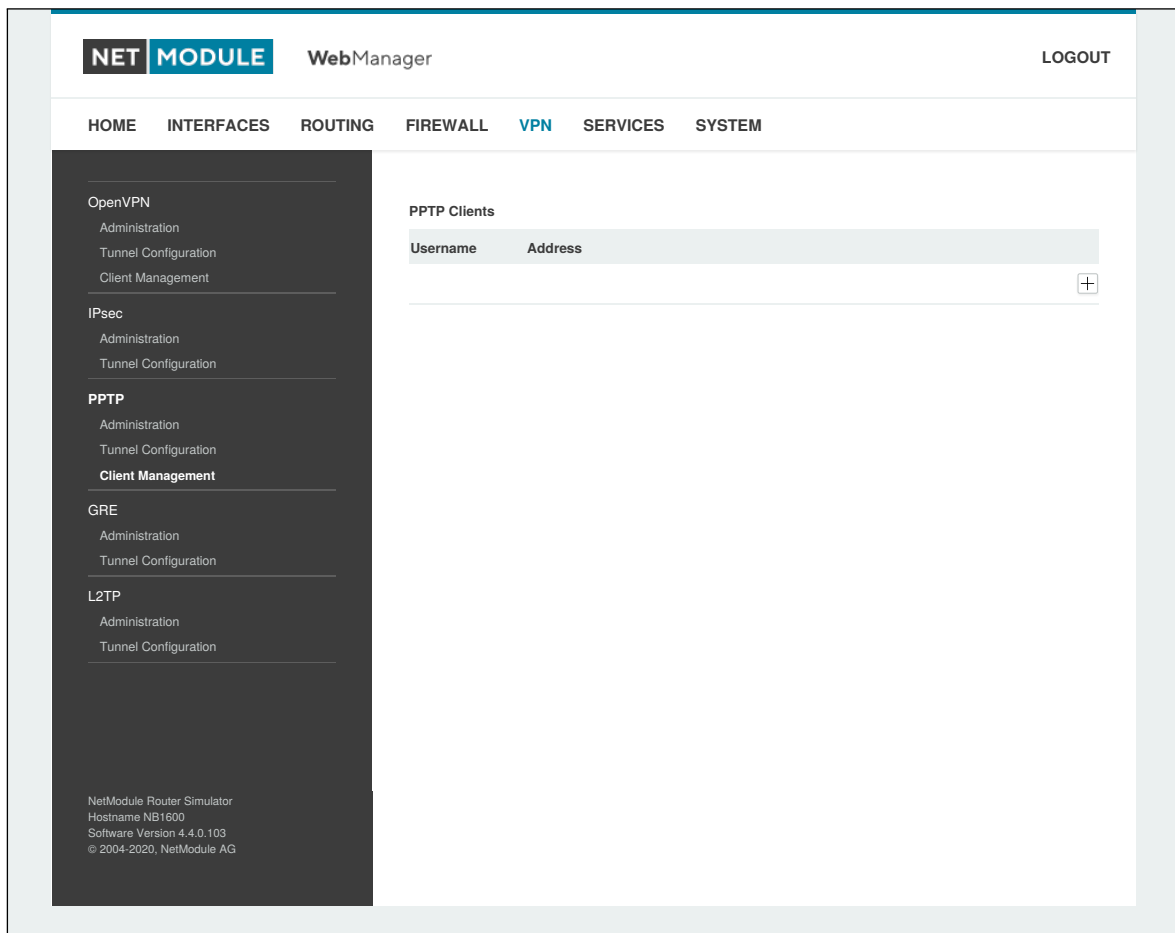 NET MODULE WebManager LOGOUT
HOME INTERFACES ROUTING FIREWALL VPN SERVICES SYSTEM
OpenVPN
Administration
Tunnel Configuration
Client Management
IPsec
Administration
Tunnel Configuration
PPTP
Administration
Tunnel Configuration
Client Management
GRE
Administration
Tunnel Configuration
L2TP
Administration
Tunnel Configuration
NetModule Router Simulator
Hostname NB1600
Software Version 4.4.0.103
© 2004-2020, NetModule AG
PPTP Clients
Username Address